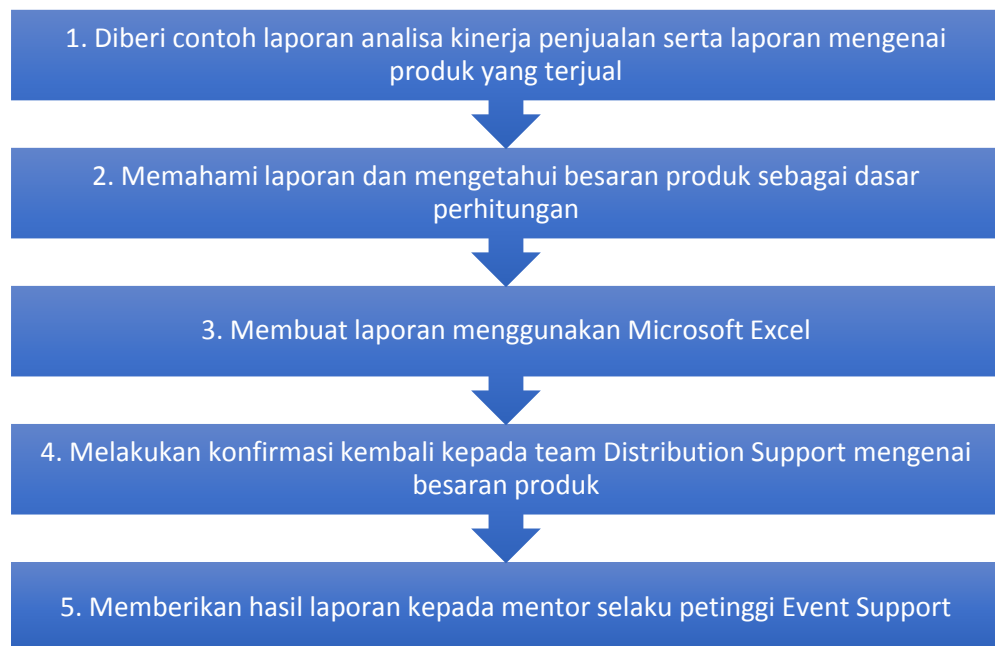 1. Diberi contoh laporan analisa kinerja penjualan serta laporan mengenai
produk yang terjual
2. Memahami laporan dan mengetahui besaran produk sebagai dasar
perhitungan
3. Membuat laporan menggunakan Microsoft Excel
4. Melakukan konfirmasi kembali kepada team Distribution Support mengenai
besaran produk
5. Memberikan hasil laporan kepada mentor selaku petinggi Event Support